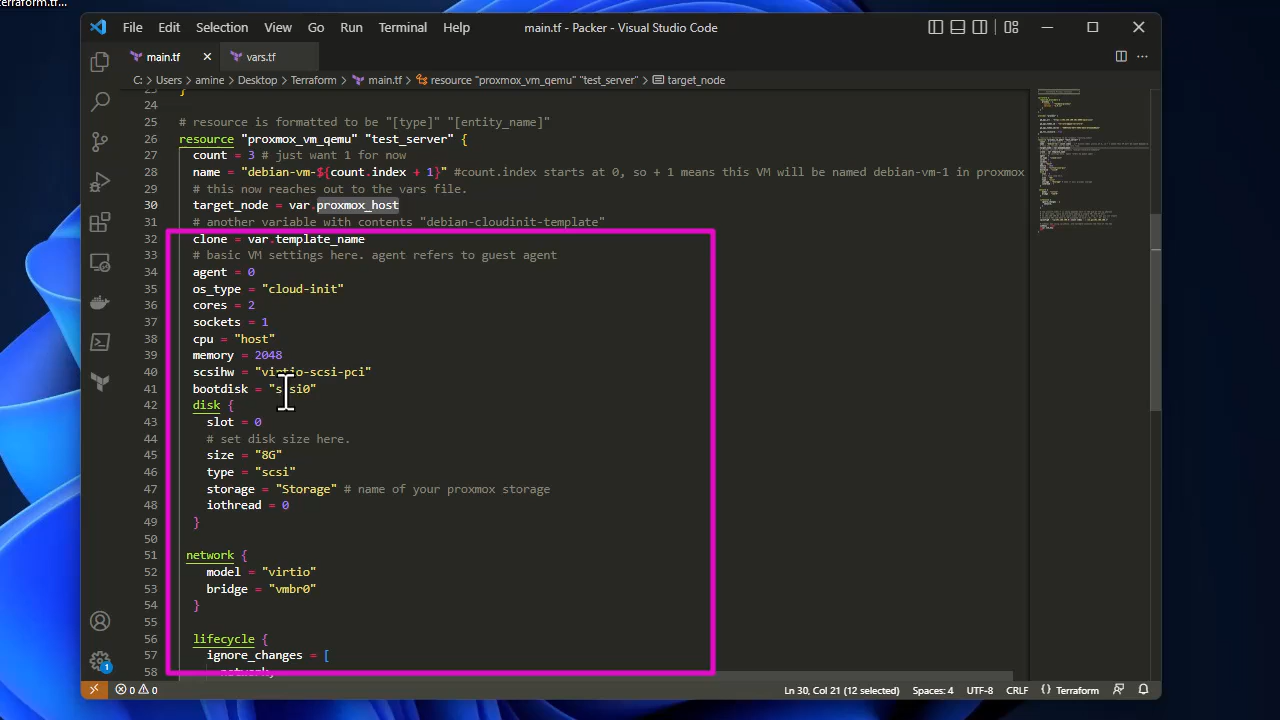 terraform.tf...
File Edit Selection View Go Run Terminal Help main.tf - Packer - Visual Studio Code
main.tf vars.tf
C: > Users > amine > Desktop > Terraform > main.tf > resource "proxmox_vm_qemu" "test_server" > target_node
23 }
24
25 # resource is formatted to be "[type]" "[entity_name]"
26 resource "proxmox_vm_qemu" "test_server" {
27 count = 3 # just want 1 for now
28 name = "debian-vm-${count.index + 1}" #count.index starts at 0, so + 1 means this VM will be named debian-vm-1 in proxmox
29 # this now reaches out to the vars file.
30 target_node = var.proxmox_host
31 # another variable with contents "debian-cloudinit-template"
32 clone = var.template_name
33 # basic VM settings here. agent refers to guest agent
34 agent = 0
35 os_type = "cloud-init"
36 cores = 2
37 sockets = 1
38 cpu = "host"
39 memory = 2048
40 scsihw = "virtio-scsi-pci"
41 bootdisk = "scsi0"
42 disk {
43 slot = 0
44 # set disk size here.
45 size = "8G"
46 type = "scsi"
47 storage = "Storage" # name of your proxmox storage
48 iothread = 0
49 }
50
51 network {
52 model = "virtio"
53 bridge = "vmbr0"
54 }
55
56 lifecycle {
57 ignore_changes = [
58 network,
1
0 0 Ln 30, Col 21 (12 selected) Spaces: 4 UTF-8 CRLF {} Terraform